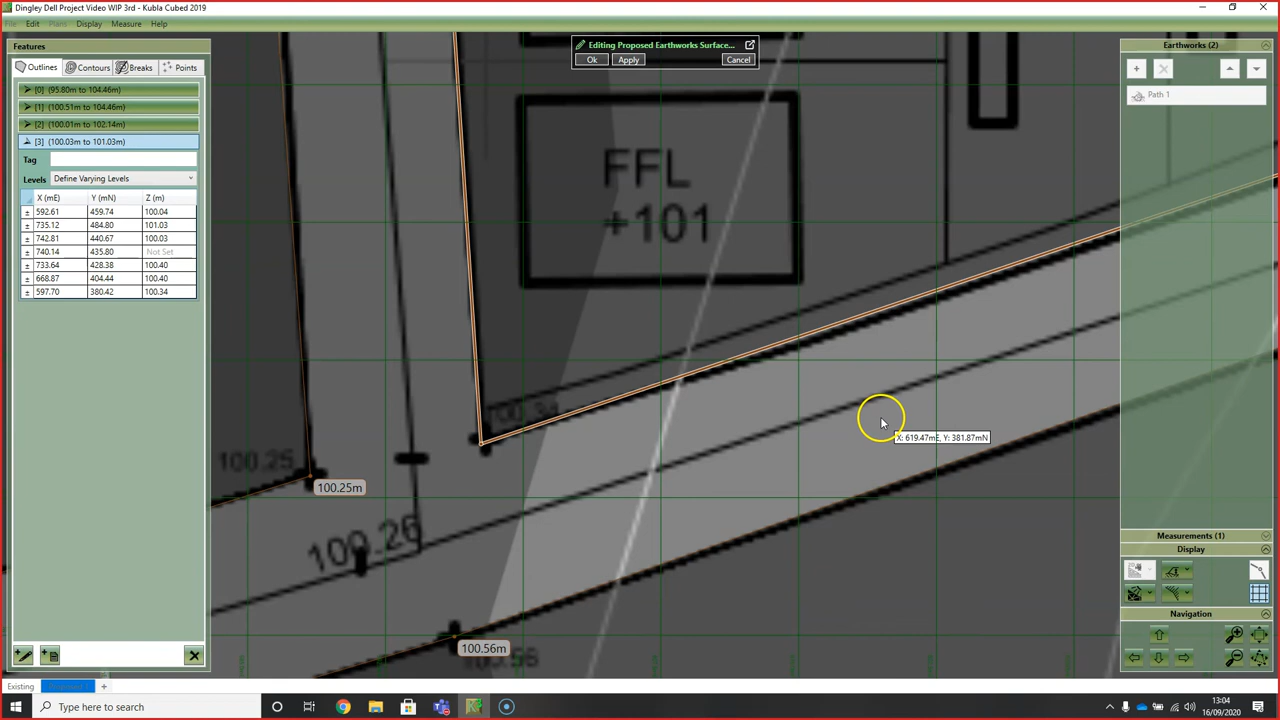 Dingley Dell Project Video WIP 3rd - Kubla Cubed 2019
File Edit Plans Display Measure Help
Features
Outlines Contours Breaks Points
[0] (95.80m to 104.46m)
[1] (100.51m to 104.46m)
[2] (100.01m to 102.14m)
[3] (100.03m to 101.03m)
Tag
Levels Define Varying Levels
X (mE) Y (mN) Z (m)
± 592.61 459.74 100.04
± 735.12 484.80 101.03
± 742.81 440.67 100.03
± 740.14 435.80 Not Set
± 733.64 428.38 100.40
± 668.87 404.44 100.40
± 597.70 380.42 100.34
Editing Proposed Earthworks Surface...
Ok Apply Cancel
FFL
+101
100.34
X: 619.47mE, Y: 381.87mN
100.25
100.25m
100.26
100.56m
100.56
Earthworks (2)
Path 1
Measurements (1)
Display
Navigation
Existing
+
Type here to search
13:04
16/09/2020